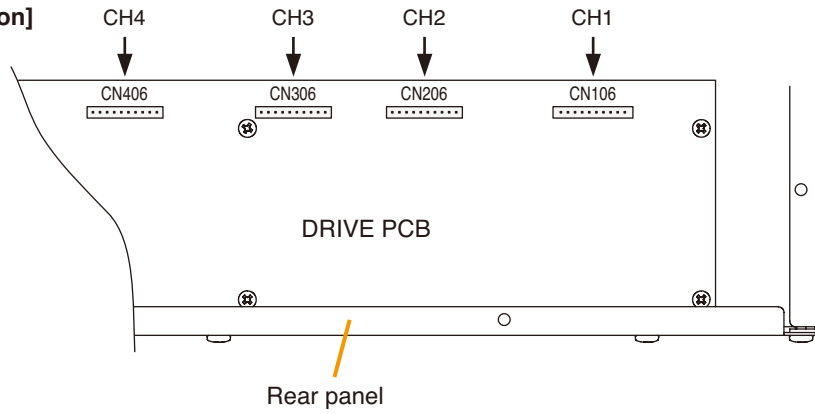 on]
CH4 CH3 CH2 CH1
CN406 CN306 CN206 CN106
DRIVE PCB
Rear panel